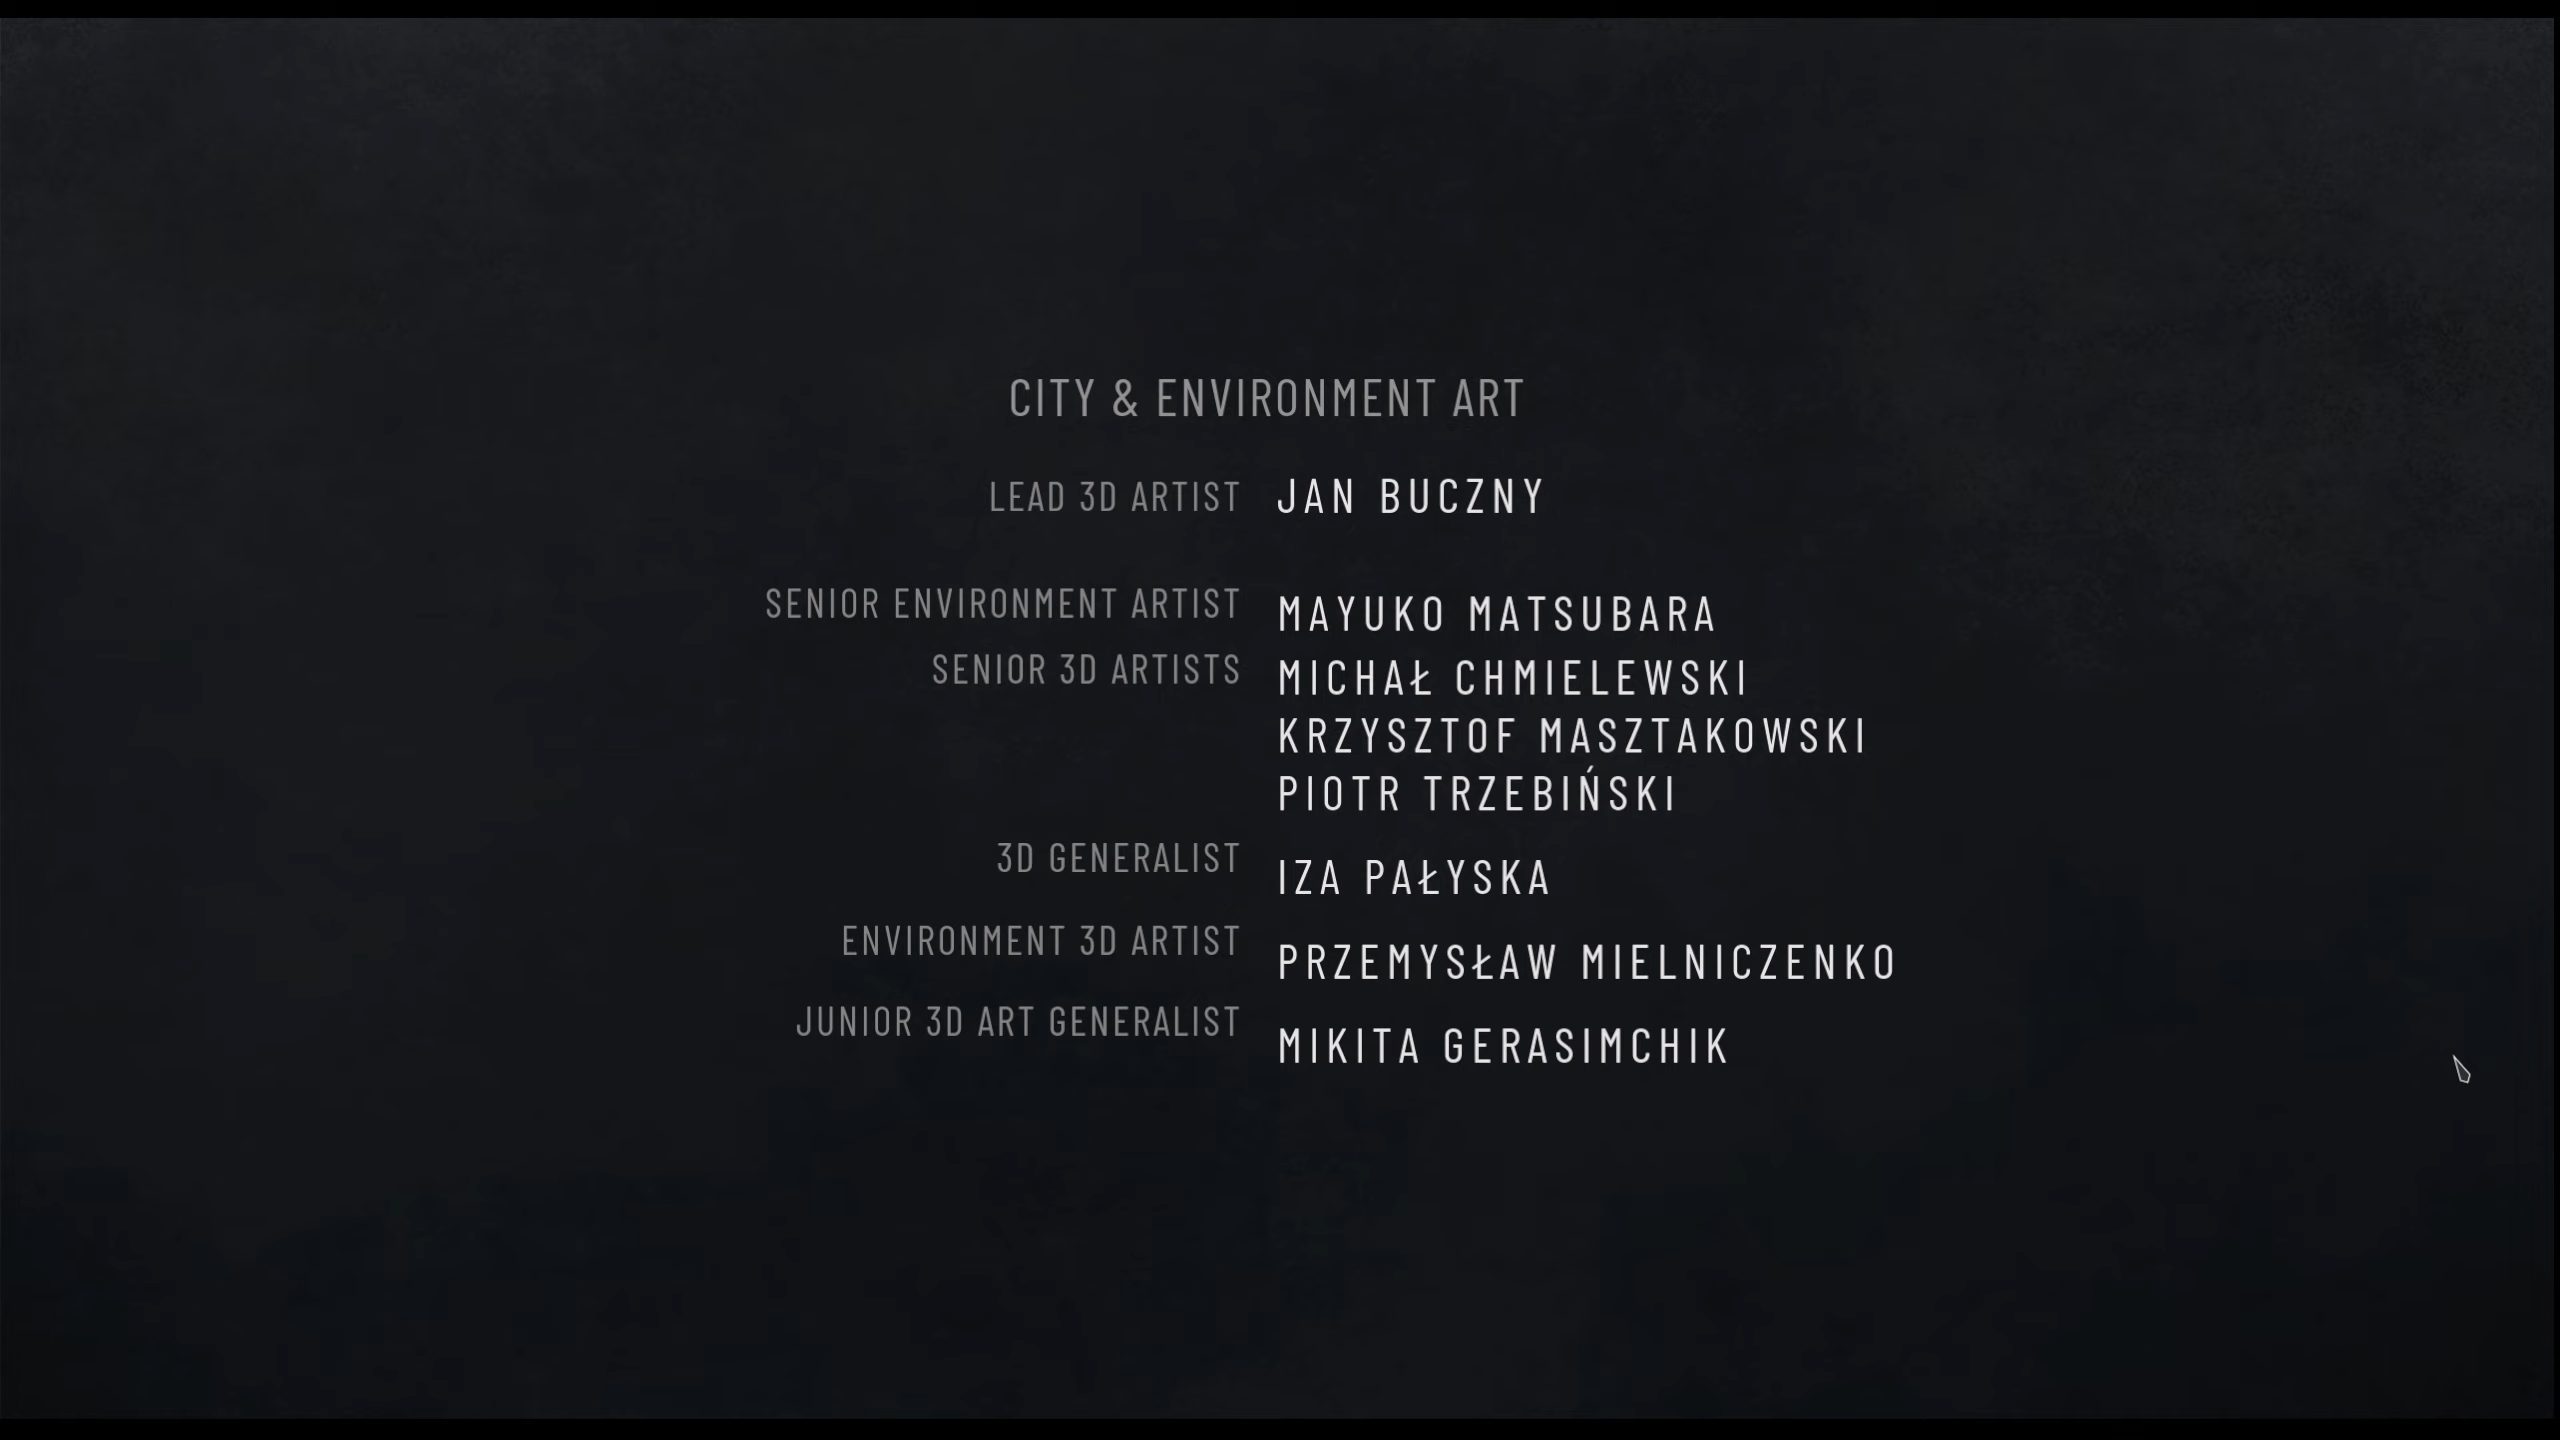 CITY & ENVIRONMENT ART
LEAD 3D ARTIST JAN BUCZNY
SENIOR ENVIRONMENT ARTIST MAYUKO MATSUBARA
SENIOR 3D ARTISTS MICHAŁ CHMIELEWSKI
KRZYSZTOF MASZTAKOWSKI
PIOTR TRZEBIŃSKI
3D GENERALIST IZA PAŁYSKA
ENVIRONMENT 3D ARTIST PRZEMYSŁAW MIELNICZENKO
JUNIOR 3D ART GENERALIST MIKITA GERASIMCHIK